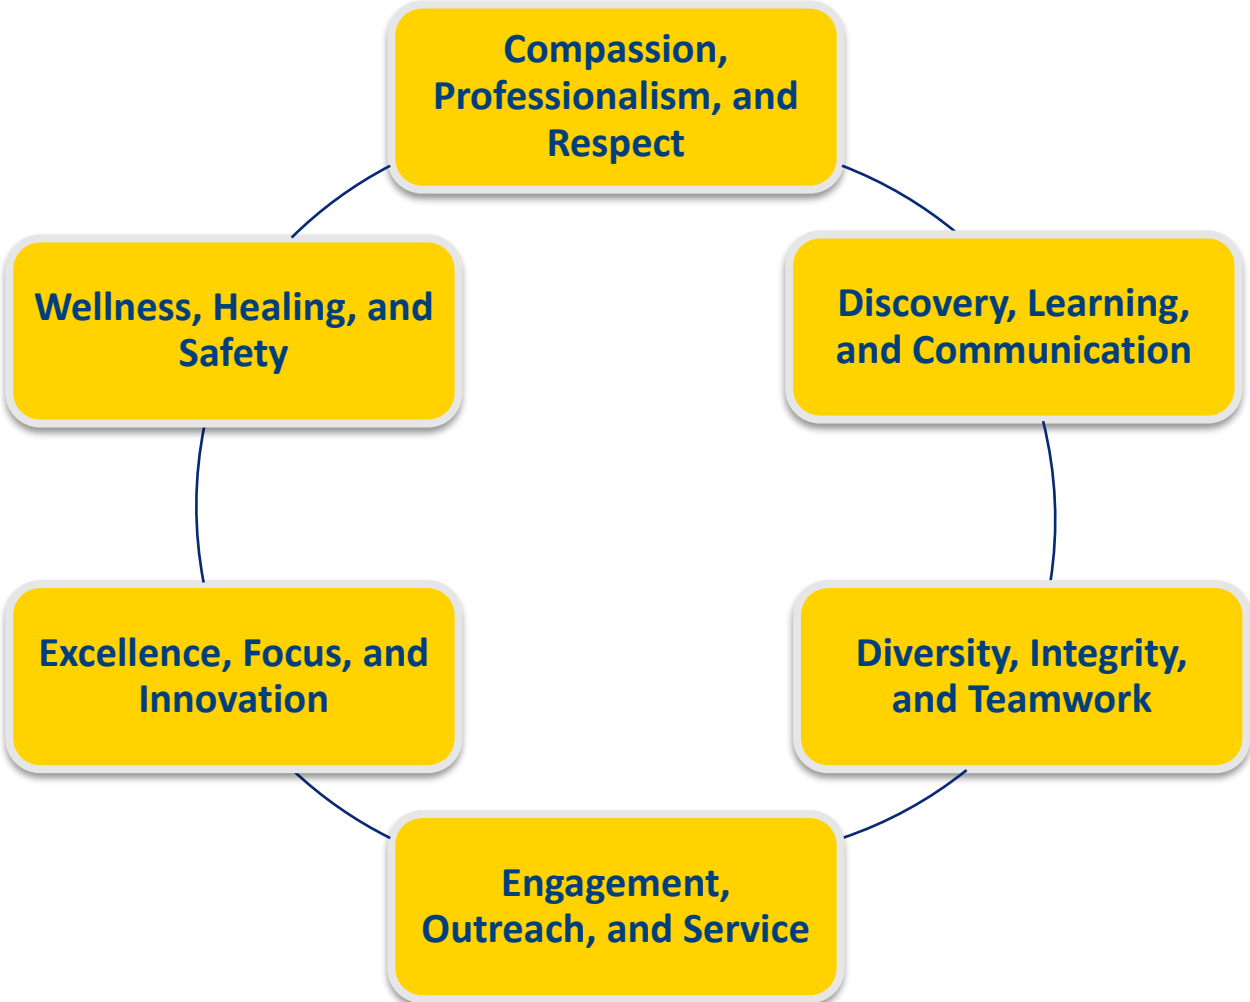 Compassion,
Professionalism, and
Respect
Discovery, Learning,
and Communication
Diversity, Integrity,
and Teamwork
Engagement,
Outreach, and Service
Excellence, Focus, and
Innovation
Wellness, Healing, and
Safety